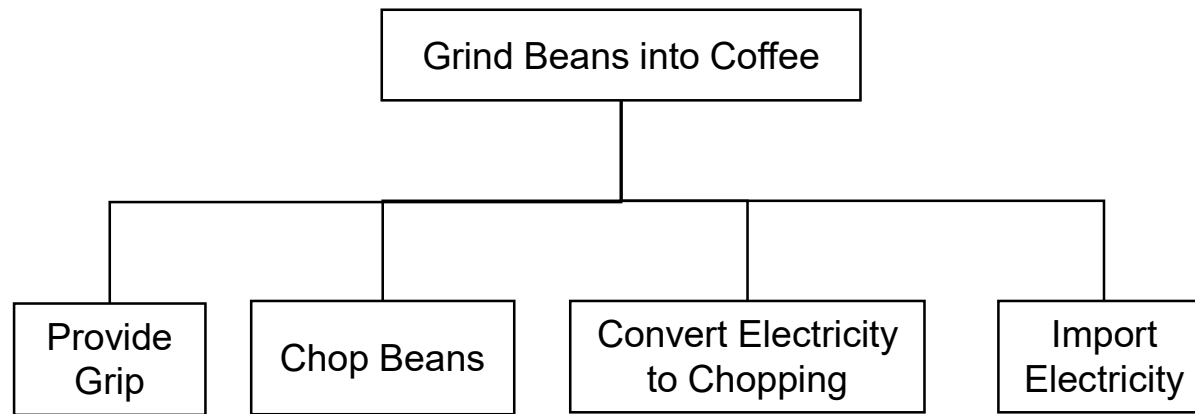 Grind Beans into Coffee
Provide
Grip
Chop Beans
Convert Electricity
to Chopping
Import
Electricity